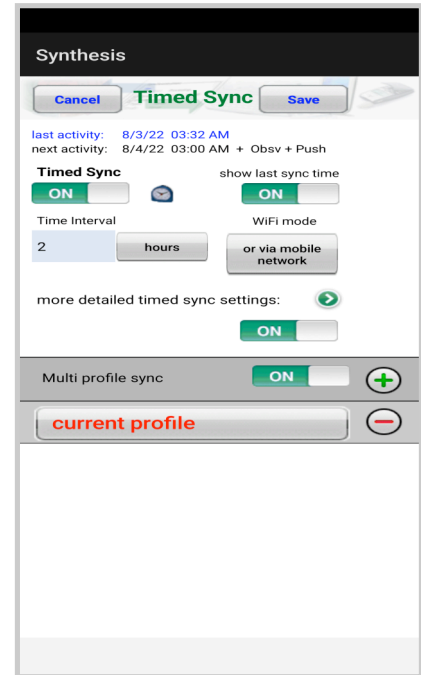 Synthesis
Cancel Timed Sync Save
last activity: 8/3/22 03:32 AM
next activity: 8/4/22 03:00 AM + Obsv + Push
Timed Sync show last sync time
ON ON
Time Interval WiFi mode
2 hours or via mobile
network
more detailed timed sync settings:
ON
Multi profile sync ON
current profile